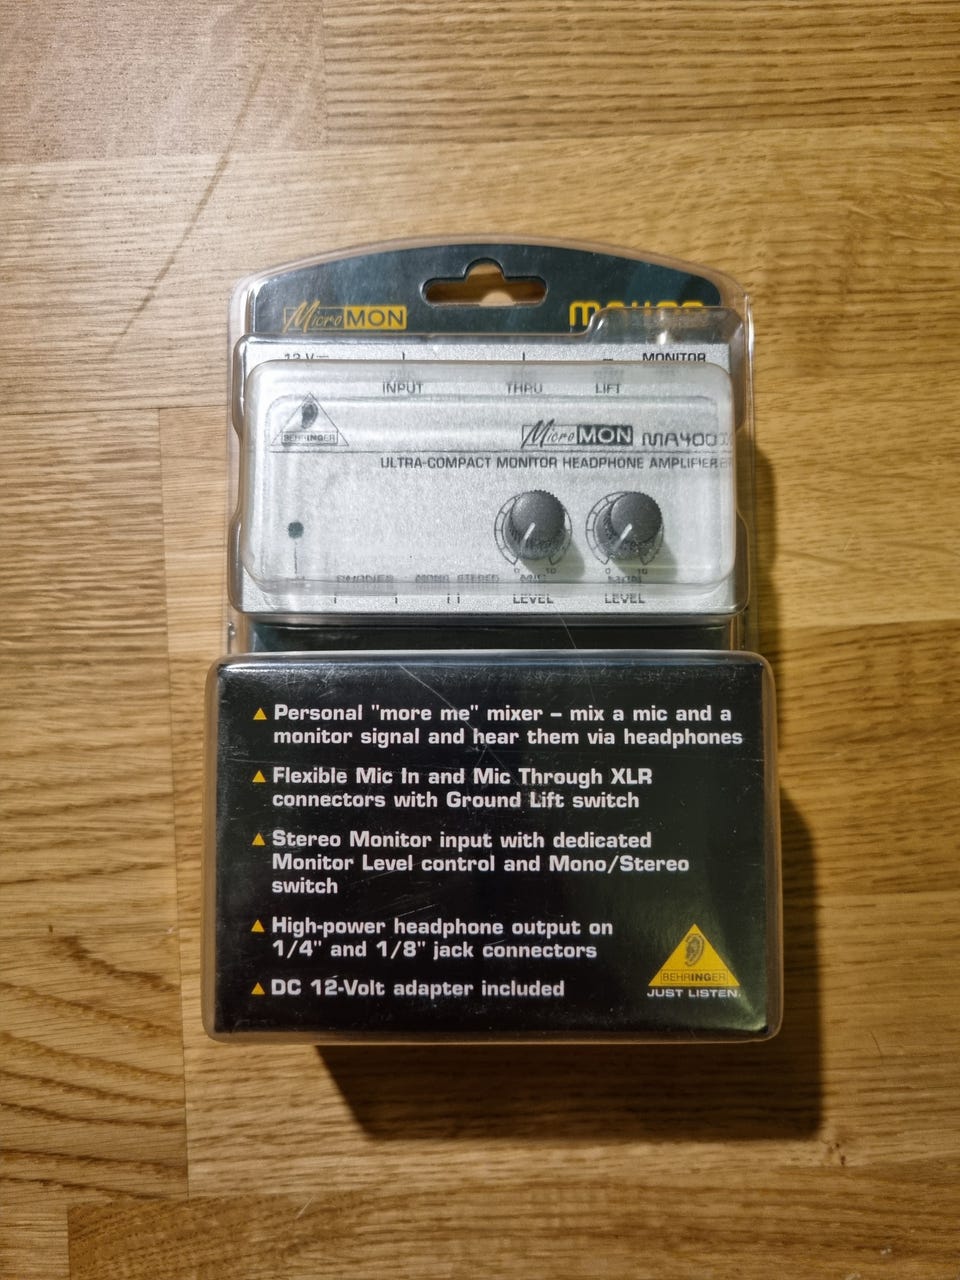 MicroMON
MA400
12 V
MONITOR
INPUT THRU LIFT
BEHRINGER
MicroMON MA400
ULTRA-COMPACT MONITOR HEADPHONE AMPLIFIER
0 10 0 10
PHONES MONO STEREO MIC MON
LEVEL LEVEL
Personal "more me" mixer – mix a mic and a
monitor signal and hear them via headphones
Flexible Mic In and Mic Through XLR
connectors with Ground Lift switch
Stereo Monitor input with dedicated
Monitor Level control and Mono/Stereo
switch
High-power headphone output on
1/4" and 1/8" jack connectors
DC 12-Volt adapter included
BEHRINGER
JUST LISTEN.